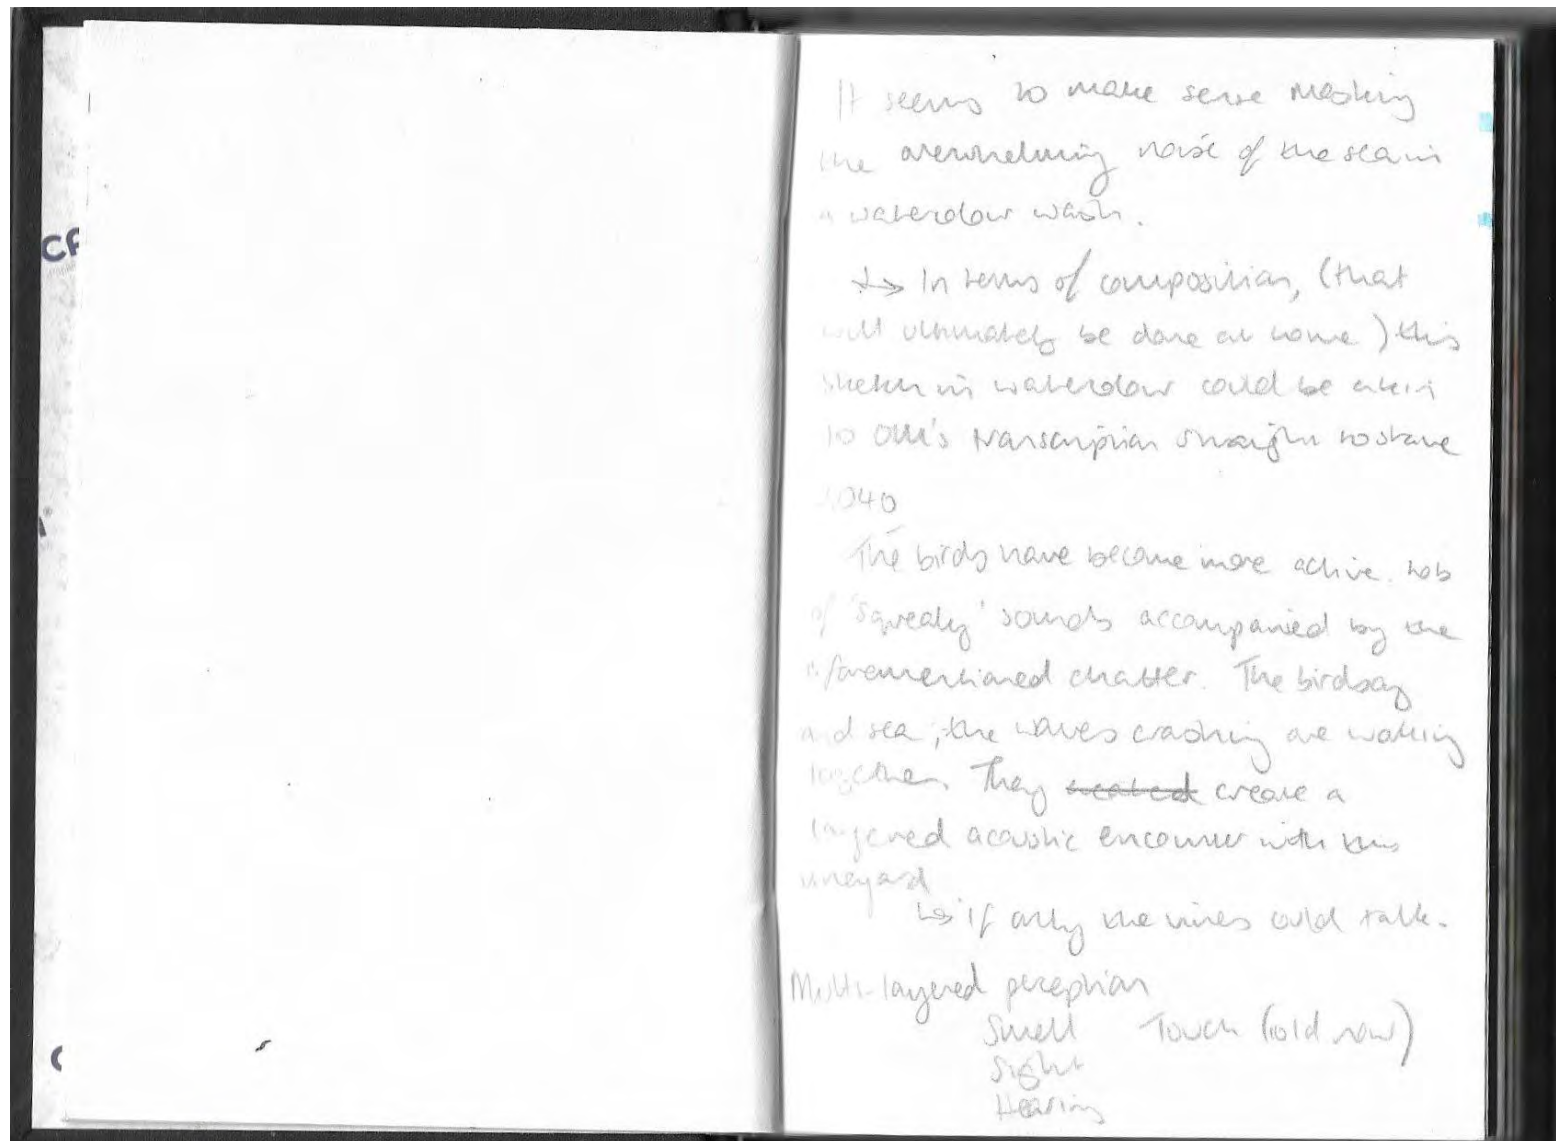 CF
It seems to make sense masking
the overwhelming noise of the sea in
a watercolour wash.
↳ In terms of composition, (that
will ultimately be done at home) this
sketch in watercolour could be akin
to OM's transcription straight to stave
1040
The birds have become more active. Lots
of 'squeaky' sounds accompanied by the
aforementioned chatter. The birdsong
and sea ; the waves crashing are working
together. They created create a
layered acoustic encounter with this
vineyard
↳ If only the vines could talk.
Multi-layered perception
Smell Touch (cold now)
Sight
Hearing